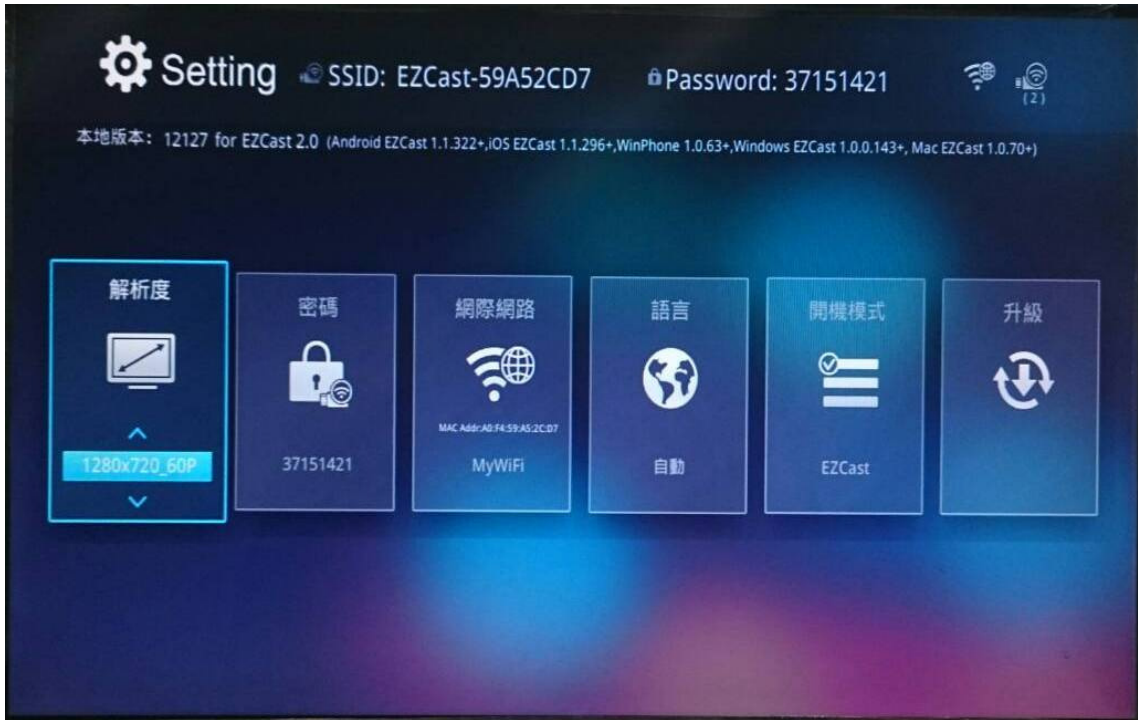 Setting SSID: EZCast-59A52CD7 Password: 37151421
(2)
本地版本: 12127 for EZCast 2.0 (Android EZCast 1.1.322+,iOS EZCast 1.1.296+,WinPhone 1.0.63+,Windows EZCast 1.0.0.143+, Mac EZCast 1.0.70+)
解析度
1280x720_60P
密碼
37151421
網際網路
MAC Addr:A0:F4:59:A5:2C:D7
MyWiFi
語言
自動
開機模式
EZCast
升級